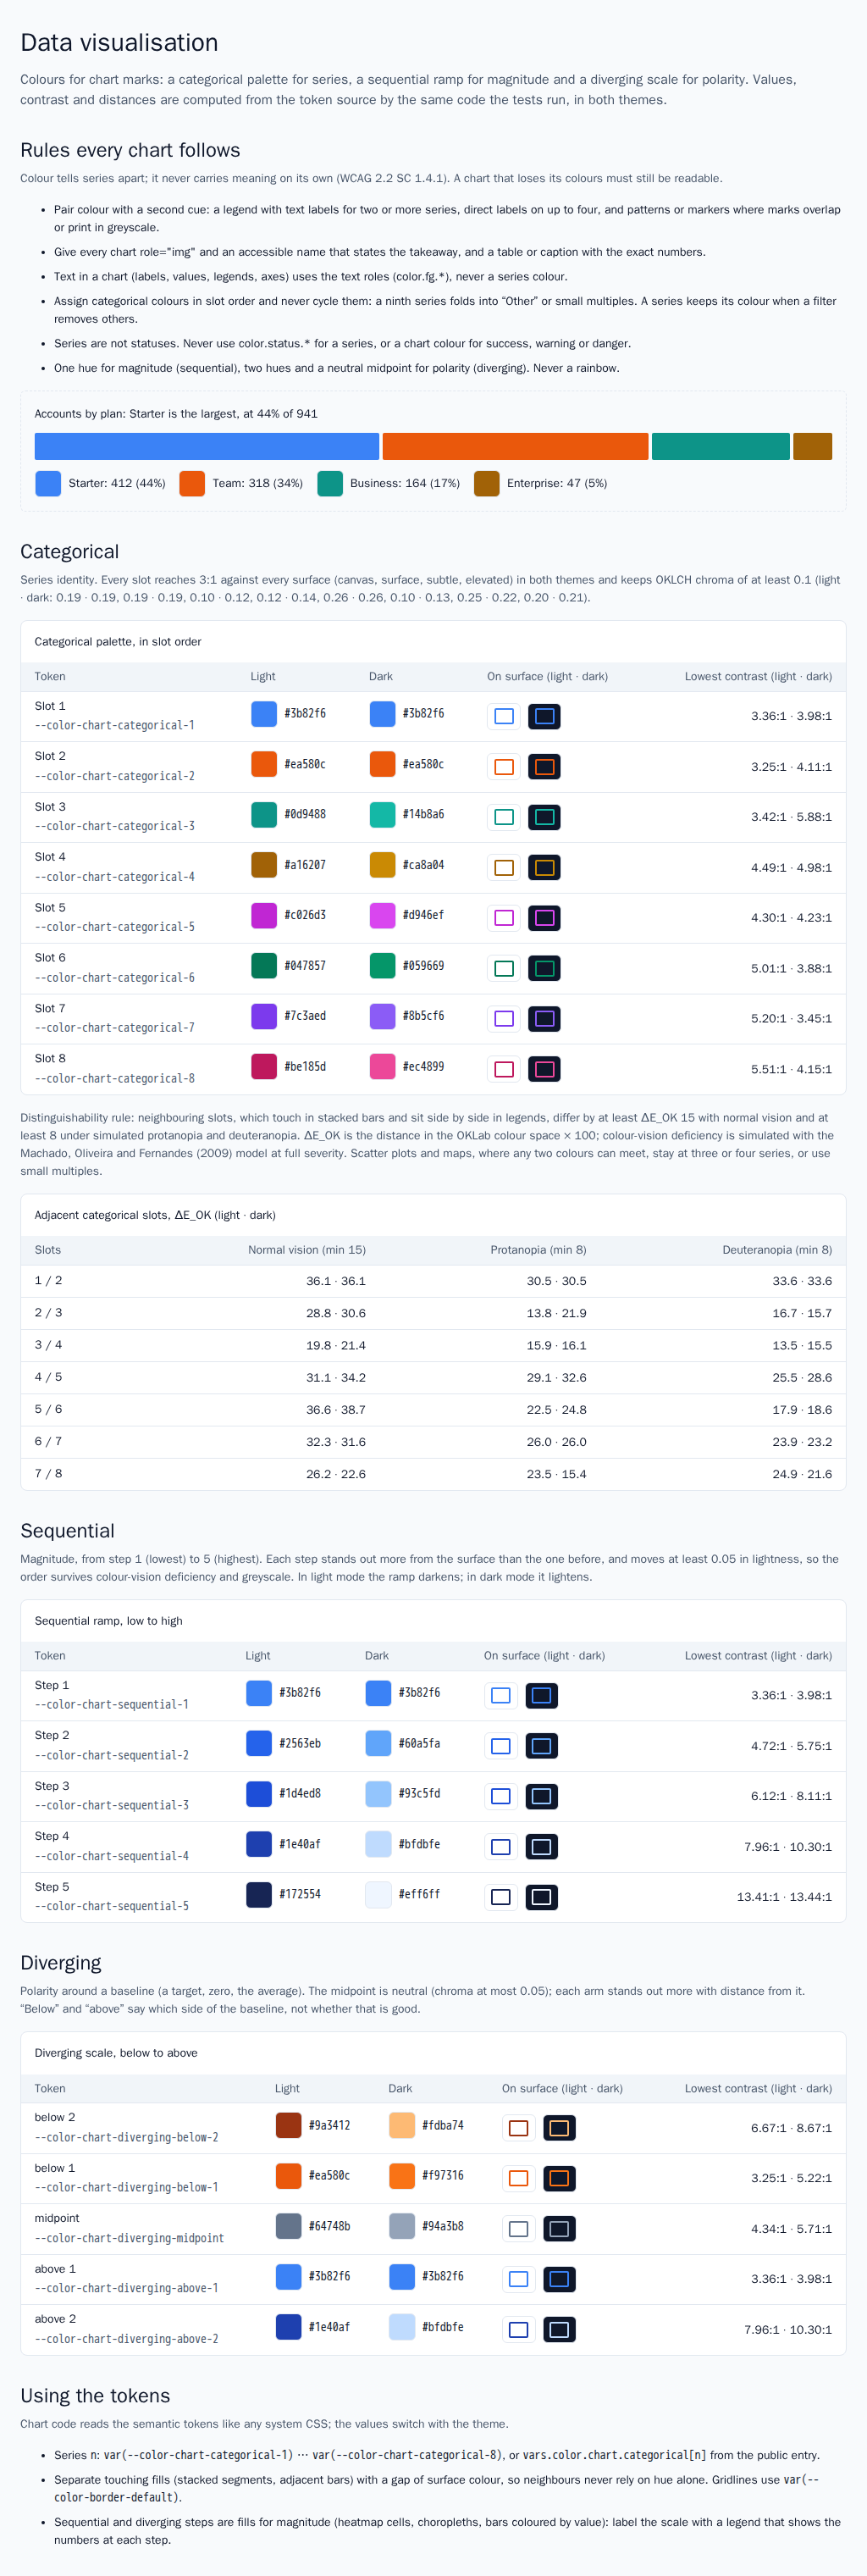 Data visualisation
Colours for chart marks: a categorical palette for series, a sequential ramp for magnitude and a diverging scale for polarity. Values,
contrast and distances are computed from the token source by the same code the tests run, in both themes.
Rules every chart follows
Colour tells series apart; it never carries meaning on its own (WCAG 2.2 SC 1.4.1). A chart that loses its colours must still be readable.
• Pair colour with a second cue: a legend with text labels for two or more series, direct labels on up to four, and patterns or markers where marks overlap
or print in greyscale.
• Give every chart role="img" and an accessible name that states the takeaway, and a table or caption with the exact numbers.
• Text in a chart (labels, values, legends, axes) uses the text roles (color.fg.*), never a series colour.
• Assign categorical colours in slot order and never cycle them: a ninth series folds into “Other” or small multiples. A series keeps its colour when a filter
removes others.
• Series are not statuses. Never use color.status.* for a series, or a chart colour for success, warning or danger.
• One hue for magnitude (sequential), two hues and a neutral midpoint for polarity (diverging). Never a rainbow.
Accounts by plan: Starter is the largest, at 44% of 941
Starter: 412 (44%) Team: 318 (34%) Business: 164 (17%) Enterprise: 47 (5%)
Categorical
Series identity. Every slot reaches 3:1 against every surface (canvas, surface, subtle, elevated) in both themes and keeps OKLCH chroma of at least 0.1 (light
· dark: 0.19 · 0.19, 0.19 · 0.19, 0.10 · 0.12, 0.12 · 0.14, 0.26 · 0.26, 0.10 · 0.13, 0.25 · 0.22, 0.20 · 0.21).
Categorical palette, in slot order
Token Light Dark On surface (light · dark) Lowest contrast (light · dark)
Slot 1
--color-chart-categorical-1 #3b82f6 #3b82f6 3.36:1 · 3.98:1
Slot 2
--color-chart-categorical-2 #ea580c #ea580c 3.25:1 · 4.11:1
Slot 3
--color-chart-categorical-3 #0d9488 #14b8a6 3.42:1 · 5.88:1
Slot 4
--color-chart-categorical-4 #a16207 #ca8a04 4.49:1 · 4.98:1
Slot 5
--color-chart-categorical-5 #c026d3 #d946ef 4.30:1 · 4.23:1
Slot 6
--color-chart-categorical-6 #047857 #059669 5.01:1 · 3.88:1
Slot 7
--color-chart-categorical-7 #7c3aed #8b5cf6 5.20:1 · 3.45:1
Slot 8
--color-chart-categorical-8 #be185d #ec4899 5.51:1 · 4.15:1
Distinguishability rule: neighbouring slots, which touch in stacked bars and sit side by side in legends, differ by at least ΔE_OK 15 with normal vision and at
least 8 under simulated protanopia and deuteranopia. ΔE_OK is the distance in the OKLab colour space × 100; colour-vision deficiency is simulated with the
Machado, Oliveira and Fernandes (2009) model at full severity. Scatter plots and maps, where any two colours can meet, stay at three or four series, or use
small multiples.
Adjacent categorical slots, ΔE_OK (light · dark)
Slots Normal vision (min 15) Protanopia (min 8) Deuteranopia (min 8)
1 / 2 36.1 · 36.1 30.5 · 30.5 33.6 · 33.6
2 / 3 28.8 · 30.6 13.8 · 21.9 16.7 · 15.7
3 / 4 19.8 · 21.4 15.9 · 16.1 13.5 · 15.5
4 / 5 31.1 · 34.2 29.1 · 32.6 25.5 · 28.6
5 / 6 36.6 · 38.7 22.5 · 24.8 17.9 · 18.6
6 / 7 32.3 · 31.6 26.0 · 26.0 23.9 · 23.2
7 / 8 26.2 · 22.6 23.5 · 15.4 24.9 · 21.6
Sequential
Magnitude, from step 1 (lowest) to 5 (highest). Each step stands out more from the surface than the one before, and moves at least 0.05 in lightness, so the
order survives colour-vision deficiency and greyscale. In light mode the ramp darkens; in dark mode it lightens.
Sequential ramp, low to high
Token Light Dark On surface (light · dark) Lowest contrast (light · dark)
Step 1
--color-chart-sequential-1 #3b82f6 #3b82f6 3.36:1 · 3.98:1
Step 2
--color-chart-sequential-2 #2563eb #60a5fa 4.72:1 · 5.75:1
Step 3
--color-chart-sequential-3 #1d4ed8 #93c5fd 6.12:1 · 8.11:1
Step 4
--color-chart-sequential-4 #1e40af #bfdbfe 7.96:1 · 10.30:1
Step 5
--color-chart-sequential-5 #172554 #eff6ff 13.41:1 · 13.44:1
Diverging
Polarity around a baseline (a target, zero, the average). The midpoint is neutral (chroma at most 0.05); each arm stands out more with distance from it.
“Below” and “above” say which side of the baseline, not whether that is good.
Diverging scale, below to above
Token Light Dark On surface (light · dark) Lowest contrast (light · dark)
below 2
--color-chart-diverging-below-2 #9a3412 #fdba74 6.67:1 · 8.67:1
below 1
--color-chart-diverging-below-1 #ea580c #f97316 3.25:1 · 5.22:1
midpoint
--color-chart-diverging-midpoint #64748b #94a3b8 4.34:1 · 5.71:1
above 1
--color-chart-diverging-above-1 #3b82f6 #3b82f6 3.36:1 · 3.98:1
above 2
--color-chart-diverging-above-2 #1e40af #bfdbfe 7.96:1 · 10.30:1
Using the tokens
Chart code reads the semantic tokens like any system CSS; the values switch with the theme.
• Series n: var(--color-chart-categorical-1) ··· var(--color-chart-categorical-8), or vars.color.chart.categorical[n] from the public entry.
• Separate touching fills (stacked segments, adjacent bars) with a gap of surface colour, so neighbours never rely on hue alone. Gridlines use var(--
color-border-default).
• Sequential and diverging steps are fills for magnitude (heatmap cells, choropleths, bars coloured by value): label the scale with a legend that shows the
numbers at each step.